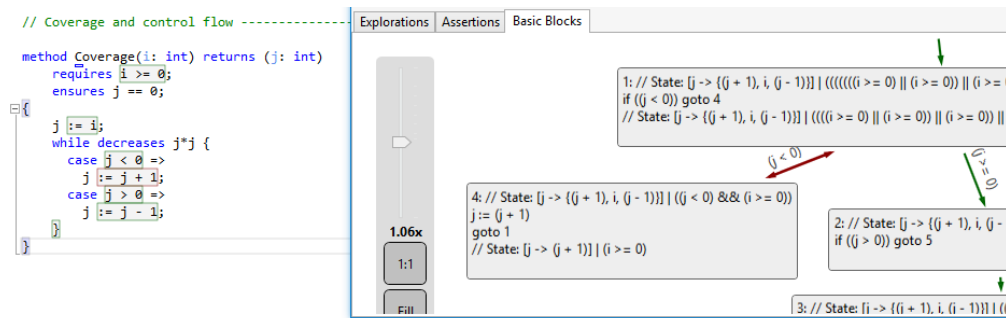 // Coverage and control flow ---------------
method Coverage(i: int) returns (j: int)
requires i >= 0;
ensures j == 0;
{
j := i;
while decreases j*j {
case j < 0 =>
j := j + 1;
case j > 0 =>
j := j - 1;
}
}
Explorations Assertions Basic Blocks
1.06x
1:1
Fill
1: // State: [j -> {(j + 1), i, (j - 1)}] | (((((((i >= 0) || (i >= 0)) || (i >=
if ((j < 0)) goto 4
// State: [j -> {(j + 1), i, (j - 1)}] | ((((i >= 0) || (i >= 0)) || (i >= 0)) ||
(j < 0)
(j >= 0)
4: // State: [j -> {(j + 1), i, (j - 1)}] | ((j < 0) && (i >= 0))
j := (j + 1)
goto 1
// State: [j -> (j + 1)] | (i >= 0)
2: // State: [j -> {(j + 1), i, (j -
if ((j > 0)) goto 5
3: // State: [j -> {(j + 1), i, (j - 1)}] | ((